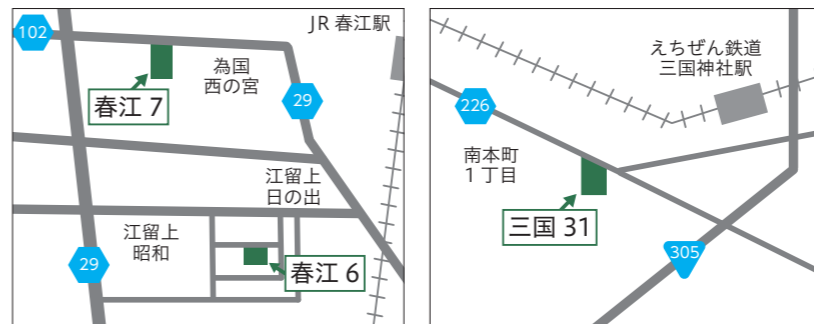 102
JR 春江駅
為国
西の宮
春江 7
29
江留上
日の出
江留上
昭和
29
春江 6
えちぜん鉄道
三国神社駅
226
南本町
1 丁目
三国 31
305